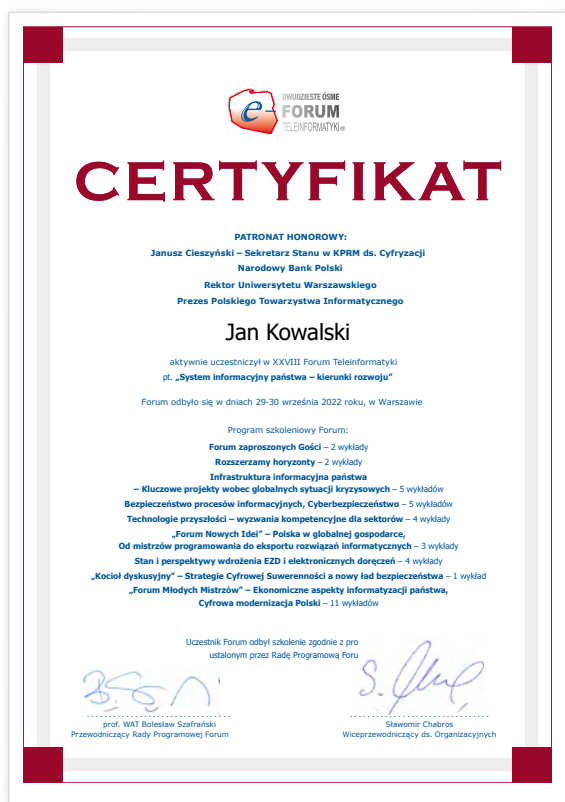 DWUDZIESTE ÓSME
e-FORUM
TELEINFORMATYKI®
CERTYFIKAT
PATRONAT HONOROWY:
Janusz Cieszyński – Sekretarz Stanu w KPRM ds. Cyfryzacji
Narodowy Bank Polski
Rektor Uniwersytetu Warszawskiego
Prezes Polskiego Towarzystwa Informatycznego
Jan Kowalski
aktywnie uczestniczył w XXVIII Forum Teleinformatyki
pt. „System informacyjny państwa – kierunki rozwoju”
Forum odbyło się w dniach 29-30 września 2022 roku, w Warszawie
Program szkoleniowy Forum:
Forum zaproszonych Gości – 2 wykłady
Rozszerzamy horyzonty – 2 wykłady
Infrastruktura informacyjna państwa
– Kluczowe projekty wobec globalnych sytuacji kryzysowych – 5 wykładów
Bezpieczeństwo procesów informacyjnych, Cyberbezpieczeństwo – 5 wykładów
Technologie przyszłości – wyzwania kompetencyjne dla sektorów – 4 wykłady
„Forum Nowych Idei” – Polska w globalnej gospodarce,
Od mistrzów programowania do eksportu rozwiązań informatycznych – 3 wykłady
Stan i perspektywy wdrożenia EZD i elektronicznych doręczeń – 4 wykłady
„Kocioł dyskusyjny” – Strategie Cyfrowej Suwerenności a nowy ład bezpieczeństwa – 1 wykład
„Forum Młodych Mistrzów” – Ekonomiczne aspekty informatyzacji państwa,
Cyfrowa modernizacja Polski – 11 wykładów
Uczestnik Forum odbył szkolenie zgodnie z pro
ustalonym przez Radę Programową Foru
prof. WAT Bolesław Szafrański
Przewodniczący Rady Programowej Forum
Sławomir Chabros
Wiceprzewodniczący ds. Organizacyjnych